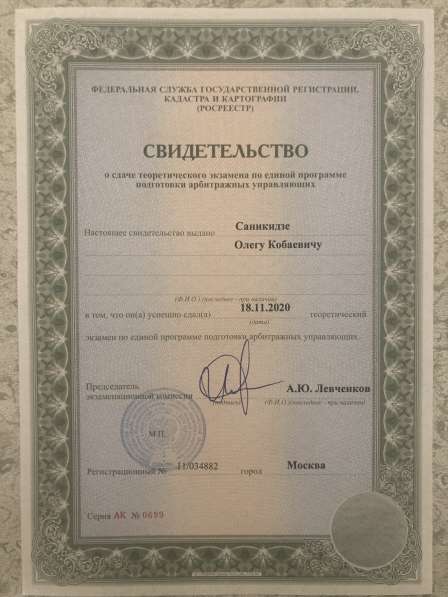 ФЕДЕРАЛЬНАЯ СЛУЖБА ГОСУДАРСТВЕННОЙ РЕГИСТРАЦИИ,
КАДАСТРА И КАРТОГРАФИИ
(РОСРЕЕСТР)
СВИДЕТЕЛЬСТВО
о сдаче теоретического экзамена по единой программе
подготовки арбитражных управляющих
Настоящее свидетельство выдано Саникидзе
Олегу Кобаевичу
(Ф.И.О.) (последнее - при наличии)
в том, что он(а) успешно сдал(а) 18.11.2020 теоретический
(дата)
экзамен по единой программе подготовки арбитражных управляющих.
Председатель
экзаменационной комиссии А.Ю. Левченков
(подпись) (Ф.И.О.) (последнее - при наличии)
М.П.
Регистрационный № 11/034882 город Москва
Серия АК № 0699